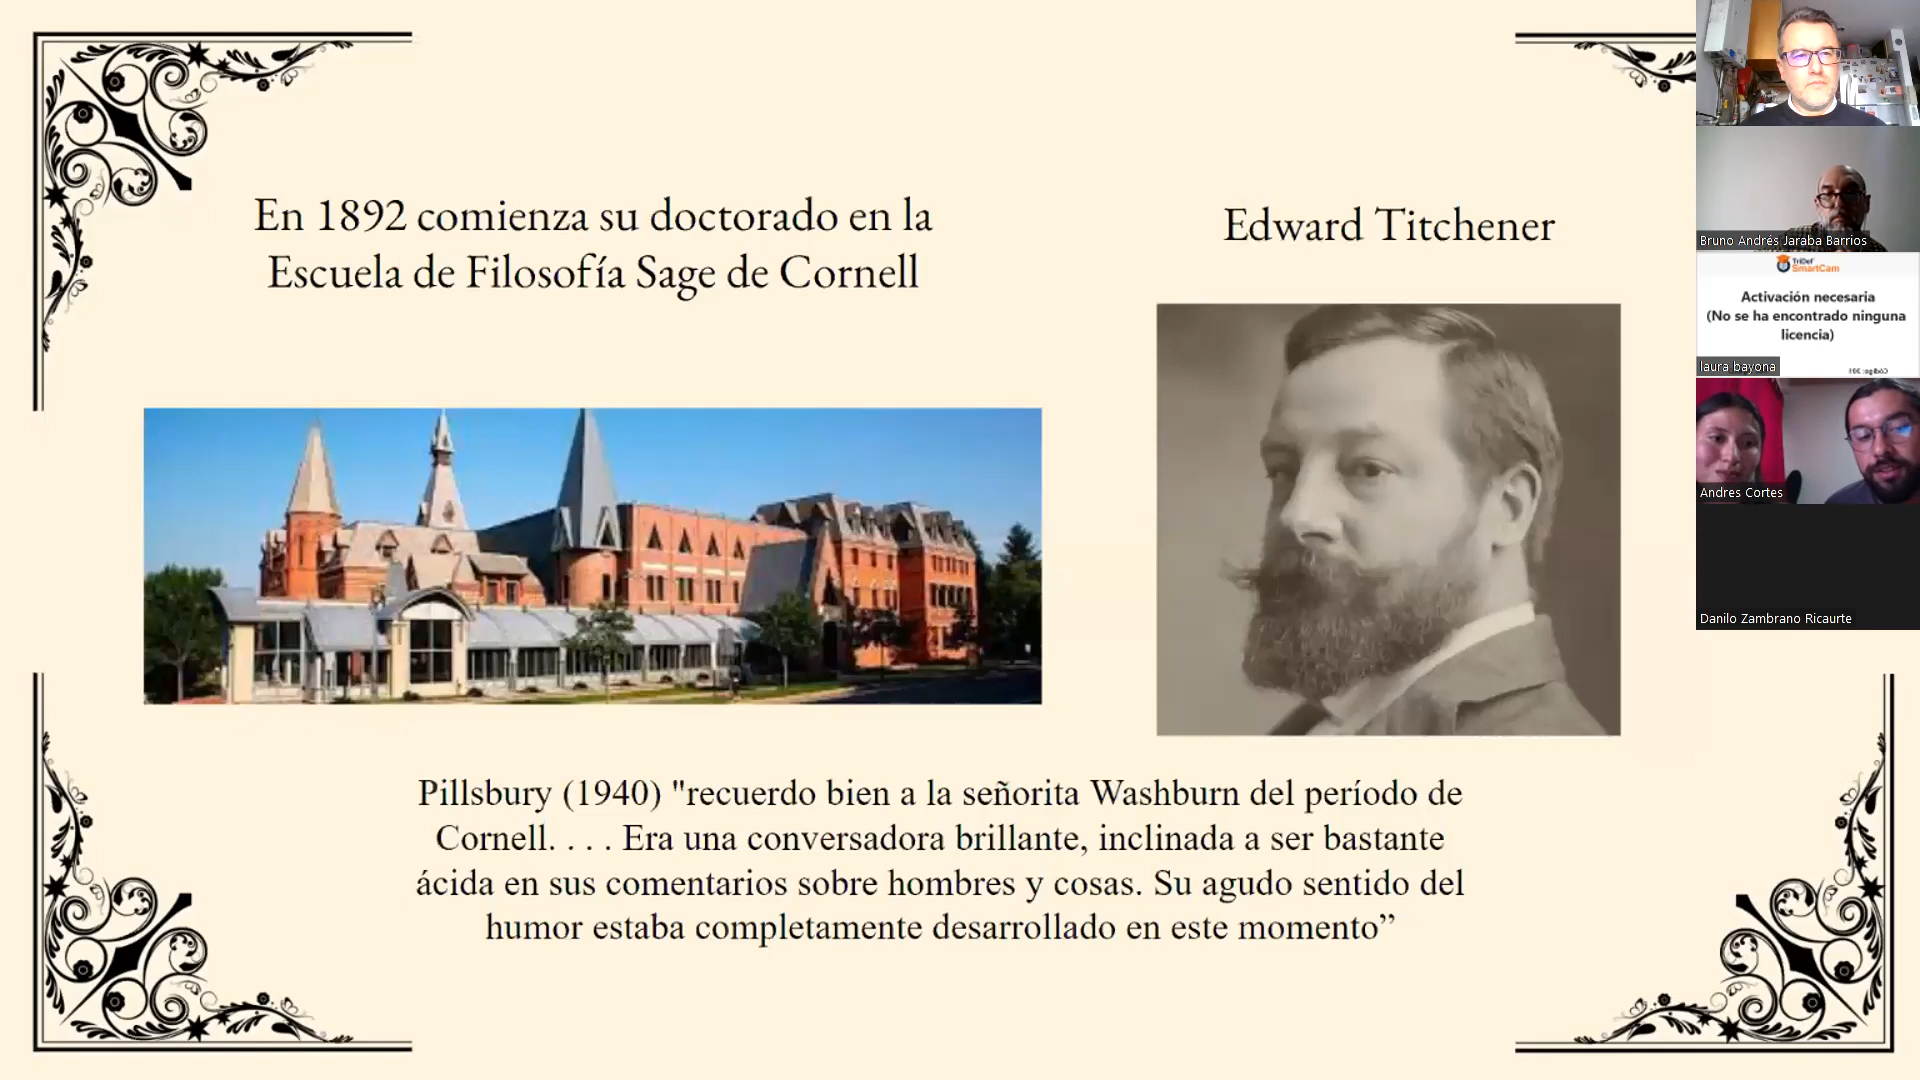 En 1892 comienza su doctorado en la
Escuela de Filosofía Sage de Cornell
Edward Titchener
Pillsbury (1940) "recuerdo bien a la señorita Washburn del período de
Cornell. . . . Era una conversadora brillante, inclinada a ser bastante
ácida en sus comentarios sobre hombres y cosas. Su agudo sentido del
humor estaba completamente desarrollado en este momento”
Bruno Andrés Jaraba Barrios
TriDef
SmartCam
Activación necesaria
(No se ha encontrado ninguna
licencia)
laura bayona
Andres Cortes
Danilo Zambrano Ricaurte